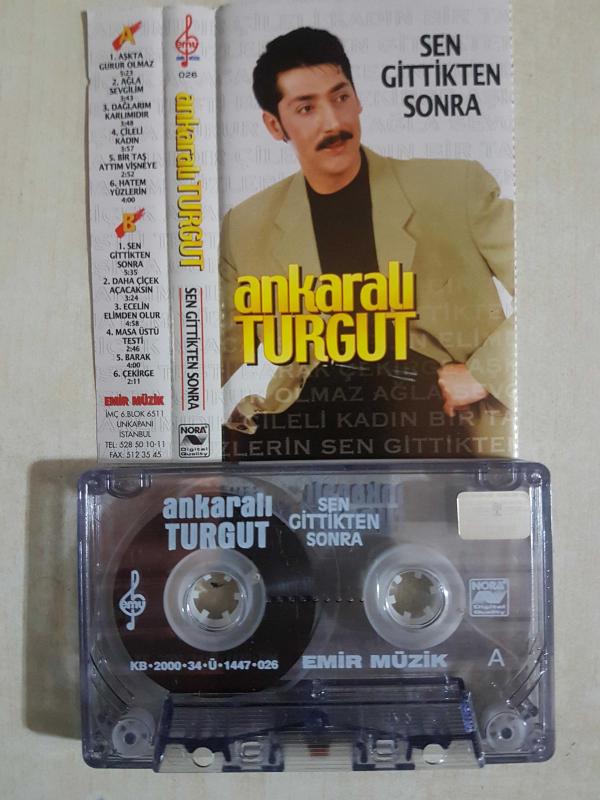 A
1. AŞKTA
GURUR OLMAZ
5:23
2. AĞLA
SEVGİLİM
3:43
3. DAĞLARIM
KARLIMIDIR
3:48
4. ÇİLELİ
KADIN
3:57
5. BİR TAŞ
ATTIM VİŞNEYE
2:52
6. HATEM
YÜZLERİN
4:00
B
1. SEN
GİTTİKTEN
SONRA
5:35
2. DAHA ÇİÇEK
AÇACAKSIN
3:24
3. ECELİN
ELİMDEN OLUR
4:58
4. MASA ÜSTÜ
TESTİ
2:46
5. BARAK
4:00
6. ÇEKİRGE
2:11
EMİR MÜZİK
İMÇ 6.BLOK 6511
UNKAPANI
İSTANBUL
TEL: 528 50 10-11
FAX: 512 35 45
emu
026
ankaralı TURGUT
SEN GİTTİKTEN SONRA
NORA
Digital
Quality
SEN
GİTTİKTEN
SONRA
ankaralı
TURGUT
ankaralı
TURGUT
SEN
GİTTİKTEN
SONRA
emu
NORA
Digital
Quality
KB•2000•34•Ü•1447•026
EMİR MÜZİK
A